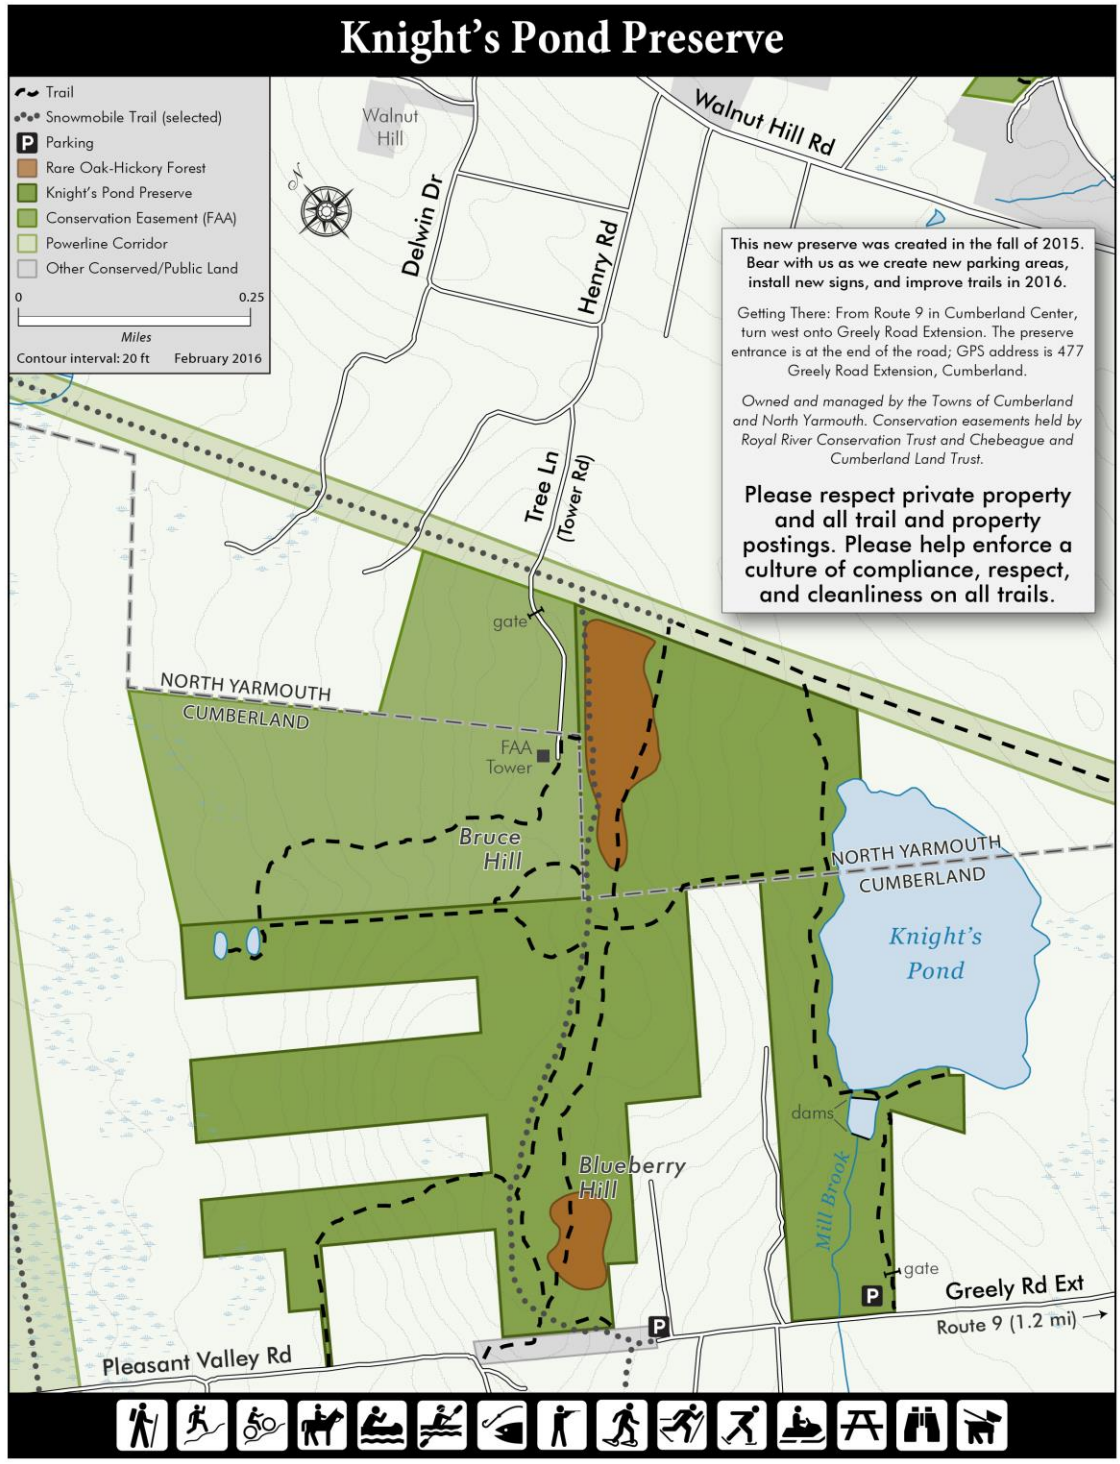 Knight's Pond Preserve
Trail
Snowmobile Trail (selected)
P Parking
Rare Oak-Hickory Forest
Knight's Pond Preserve
Conservation Easement (FAA)
Powerline Corridor
Other Conserved/Public Land
0 0.25
Miles
Contour interval: 20 ft February 2016
Walnut
Hill
N
Walnut Hill Rd
Delwin Dr
Henry Rd
This new preserve was created in the fall of 2015.
Bear with us as we create new parking areas,
install new signs, and improve trails in 2016.
Getting There: From Route 9 in Cumberland Center,
turn west onto Greely Road Extension. The preserve
entrance is at the end of the road; GPS address is 477
Greely Road Extension, Cumberland.
Owned and managed by the Towns of Cumberland
and North Yarmouth. Conservation easements held by
Royal River Conservation Trust and Chebeague and
Cumberland Land Trust.
Please respect private property
and all trail and property
postings. Please help enforce a
culture of compliance, respect,
and cleanliness on all trails.
Tree Ln
(Tower Rd)
gate
NORTH YARMOUTH
CUMBERLAND
FAA
Tower
Bruce
Hill
NORTH YARMOUTH
CUMBERLAND
Knight's
Pond
dams
Mill Brook
Blueberry
Hill
gate
P
Greely Rd Ext
Route 9 (1.2 mi)
P
Pleasant Valley Rd